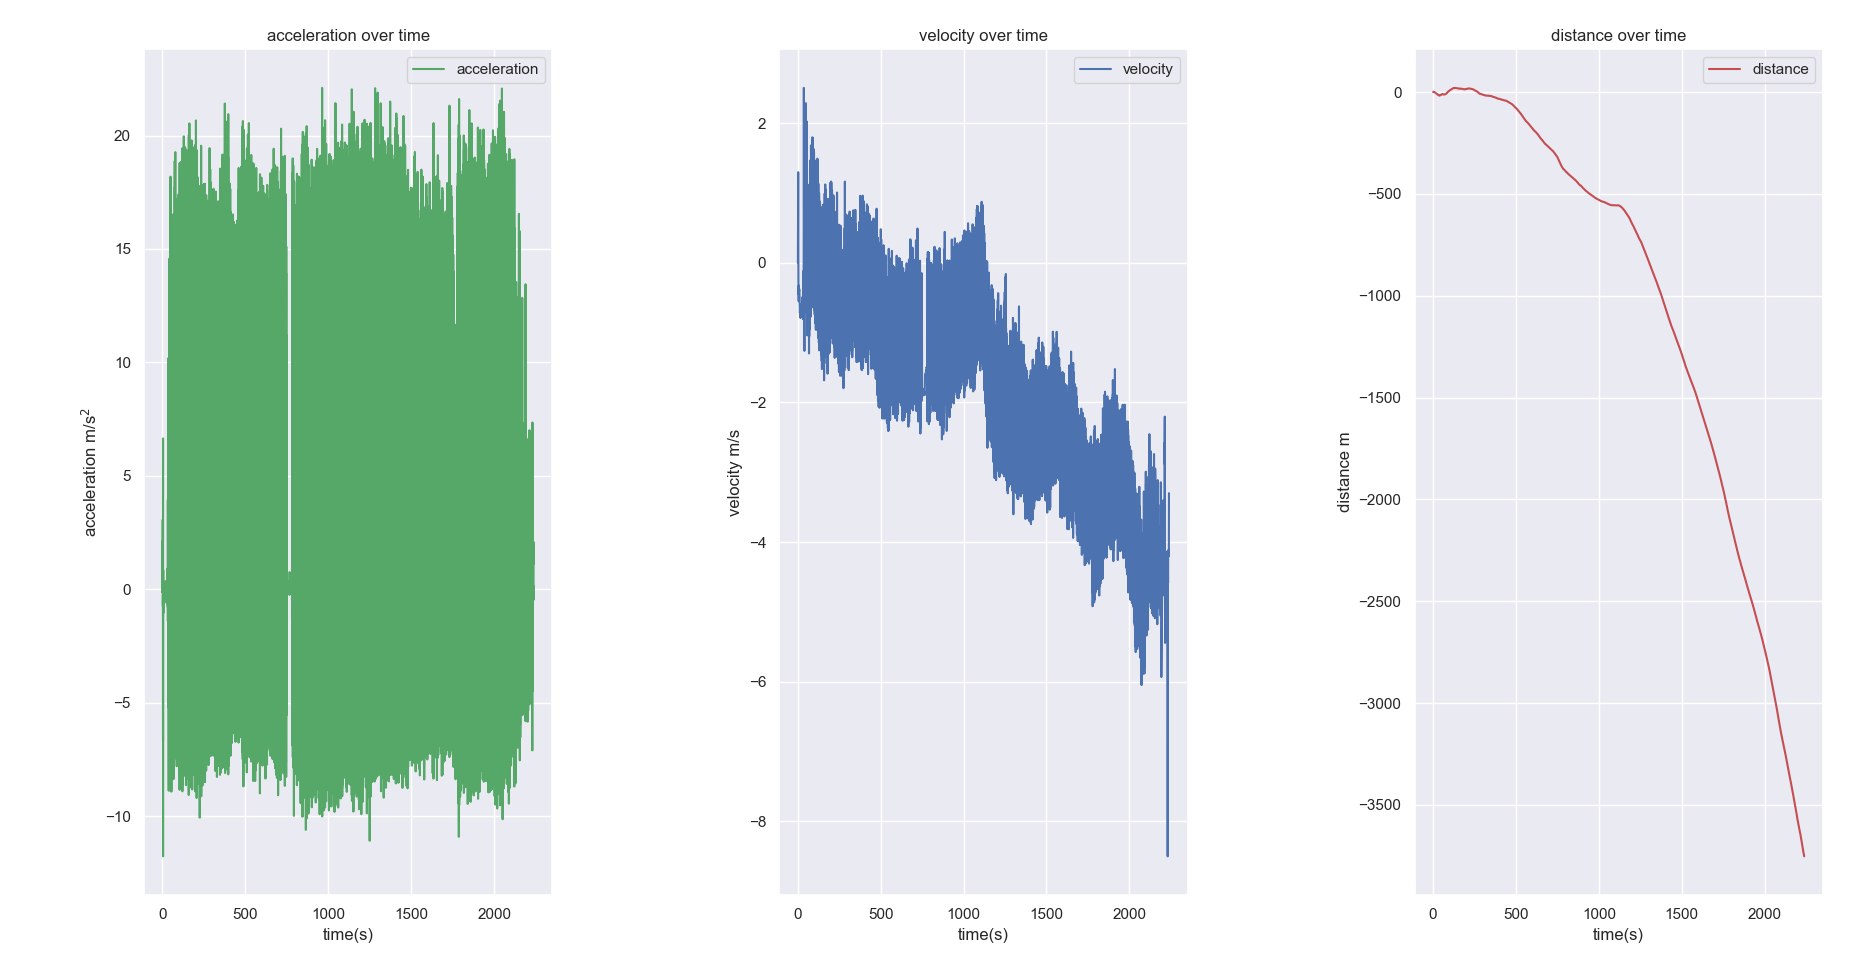 acceleration over time
acceleration
20
15
10
5
0
−5
−10
acceleration m/s²
0 500 1000 1500 2000
time(s)
velocity over time
velocity
2
0
−2
−4
−6
−8
velocity m/s
0 500 1000 1500 2000
time(s)
distance over time
distance
0
−500
−1000
−1500
−2000
−2500
−3000
−3500
distance m
0 500 1000 1500 2000
time(s)